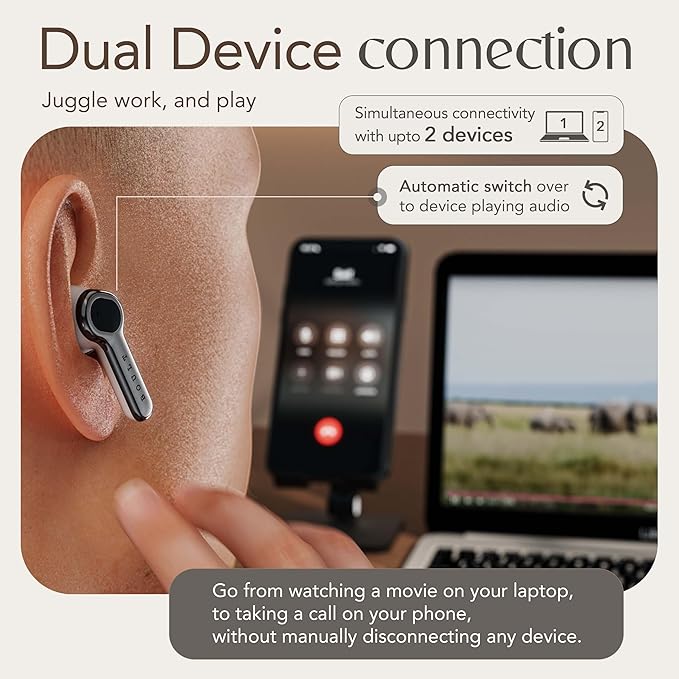 Dual Device connection
Juggle work, and play
Simultaneous connectivity
with upto 2 devices
1
2
Automatic switch over
to device playing audio
BOULT
Go from watching a movie on your laptop,
to taking a call on your phone,
without manually disconnecting any device.